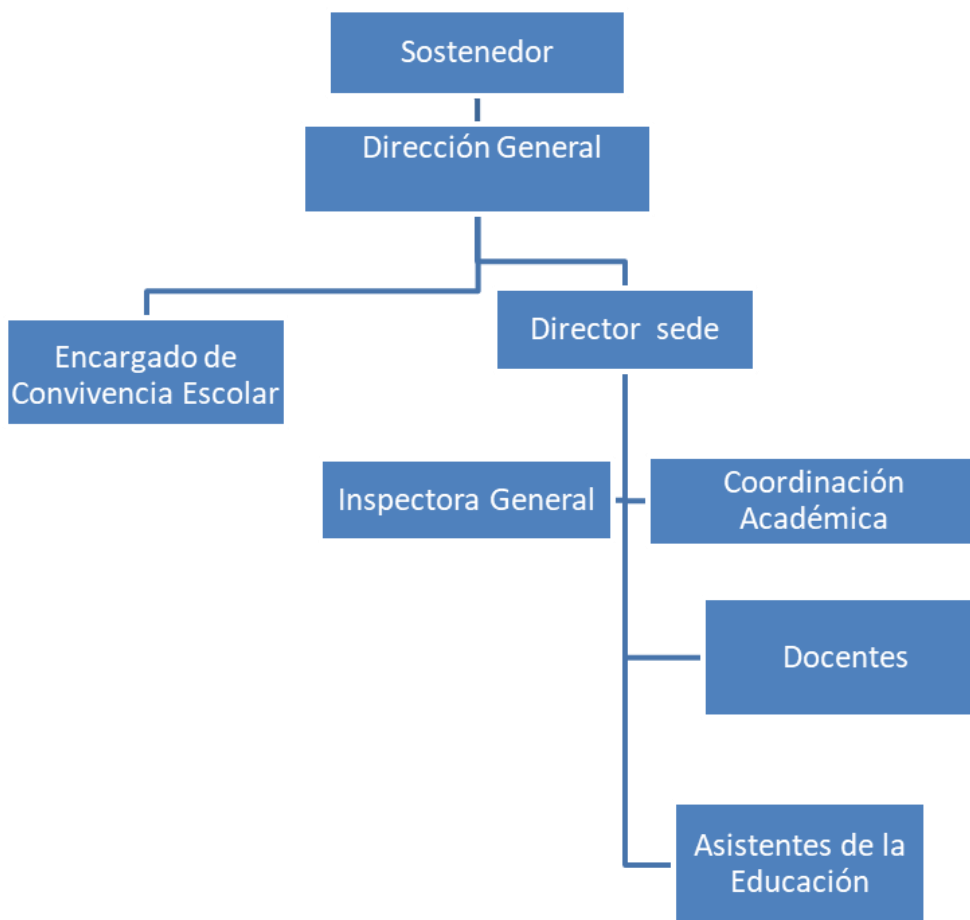 Sostenedor
Dirección General
Encargado de
Convivencia Escolar
Director sede
Inspectora General
Coordinación
Académica
Docentes
Asistentes de la
Educación